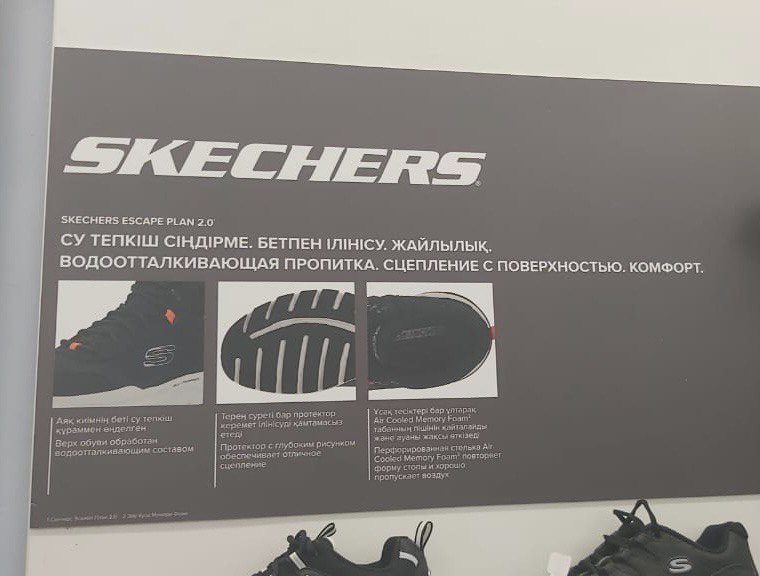 SKECHERS
SKECHERS ESCAPE PLAN 2.0
СУ ТЕПКІШ СІҢДІРМЕ. БЕТПЕН ІЛІНІСУ. ЖАЙЛЫЛЫҚ.
ВОДООТТАЛКИВАЮЩАЯ ПРОПИТКА. СЦЕПЛЕНИЕ С ПОВЕРХНОСТЬЮ. КОМФОРТ.
Аяқ киімнің беті су тепкіш
құраммен өңделген
Верх обуви обработан
водоотталкивающим составом
Терең суреті бар протектор
керемет ілінісуді қамтамасыз
етеді
Протектор с глубоким рисунком
обеспечивает отличное
сцепление
Ұсақ тесіктері бар ұлтарақ
Air Cooled Memory Foam²
табанның пішінін қайталайды
және ауаны жақсы өткізеді
Перфорированная стелька Air
Cooled Memory Foam² повторяет
форму стопы и хорошо
пропускает воздух